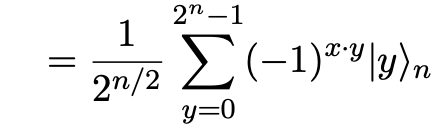 = \frac{1}{2^{n/2}} \sum_{y=0}^{2^n-1} (-1)^{x \cdot y} |y\rangle_n